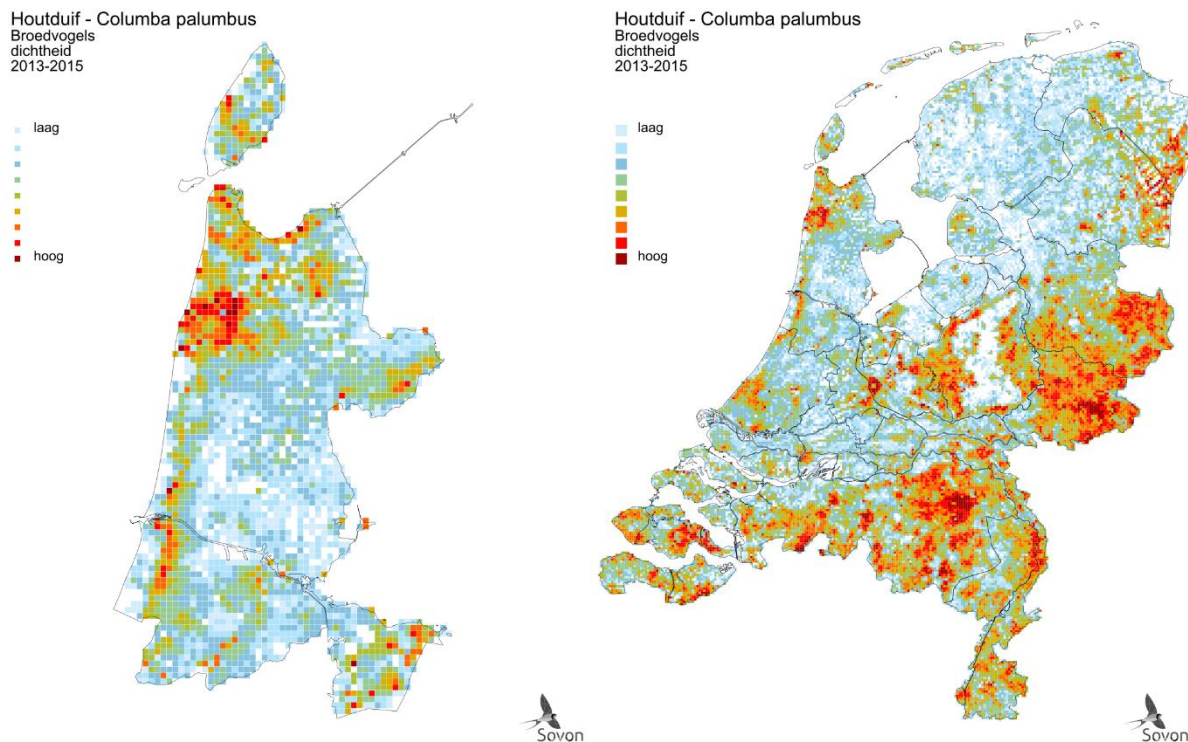 Houtduif - Columba palumbus
Broedvogels
dichtheid
2013-2015
laag
hoog
Sovon
Houtduif - Columba palumbus
Broedvogels
dichtheid
2013-2015
laag
hoog
Sovon